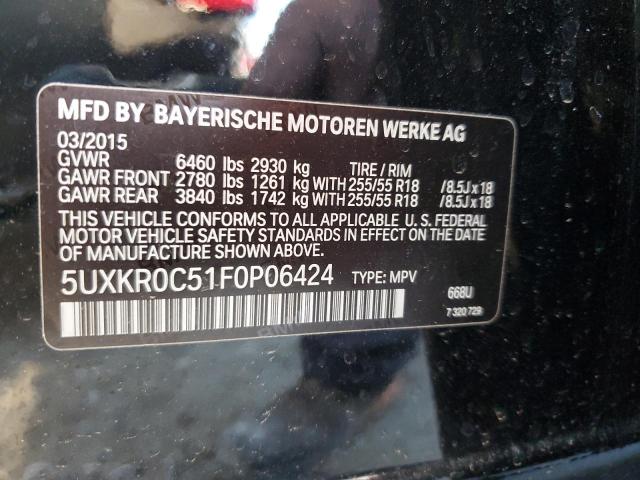 MFD BY BAYERISCHE MOTOREN WERKE AG
03/2015
GVWR 6460 lbs 2930 kg TIRE / RIM
GAWR FRONT 2780 lbs 1261 kg WITH 255/55 R18 /8.5J x 18
GAWR REAR 3840 lbs 1742 kg WITH 255/55 R18 /8.5J x 18
THIS VEHICLE CONFORMS TO ALL APPLICABLE U. S. FEDERAL
MOTOR VEHICLE SAFETY STANDARDS IN EFFECT ON THE DATE
OF MANUFACTURE SHOWN ABOVE.
5UXKR0C51F0P06424 TYPE: MPV
668U
7 320 729